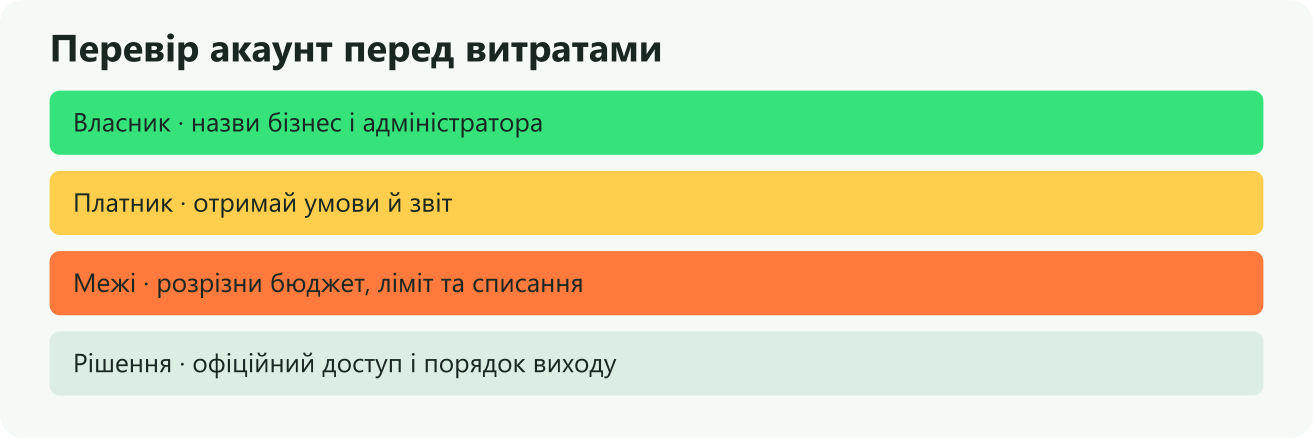 Перевір акаунт перед витратами
Власник · назви бізнес і адміністратора
Платник · отримай умови й звіт
Межі · розрізни бюджет, ліміт та списання
Рішення · офіційний доступ і порядок виходу